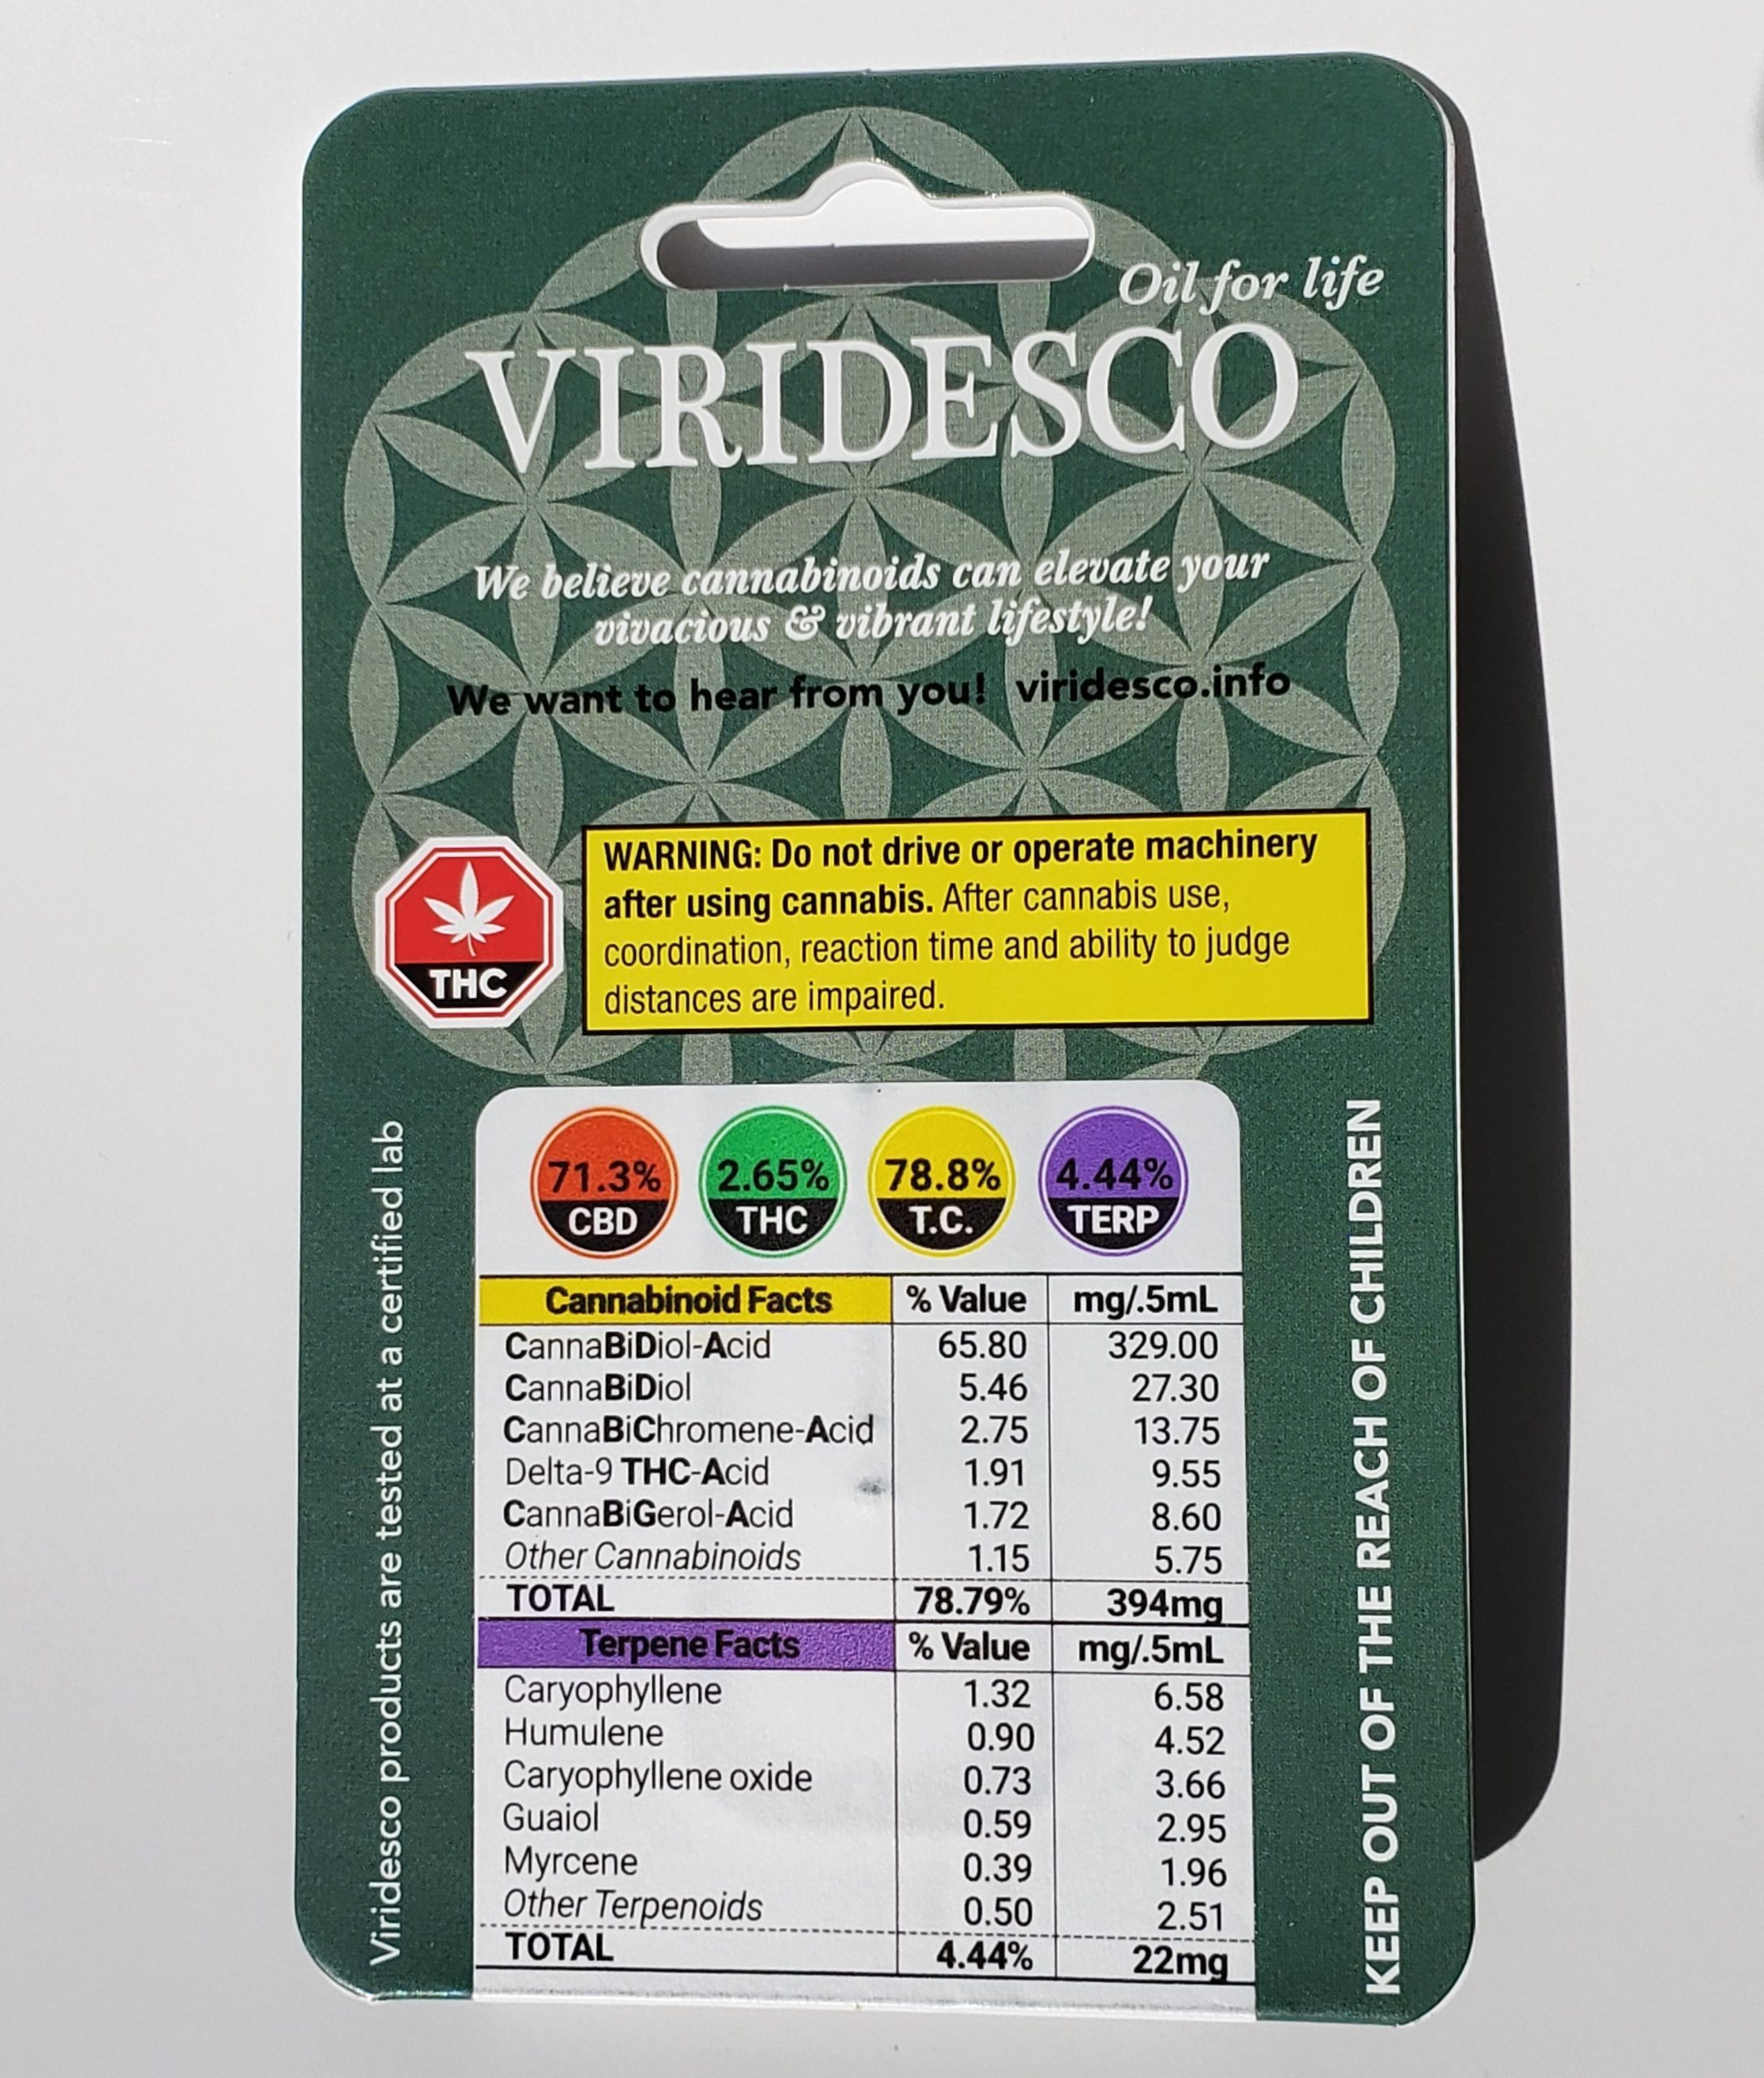 Oil for life
VIRIDESCO
We believe cannabinoids can elevate your
vivacious & vibrant lifestyle!
We want to hear from you! viridesco.info
THC
WARNING: Do not drive or operate machinery
after using cannabis. After cannabis use,
coordination, reaction time and ability to judge
distances are impaired.
Viridesco products are tested at a certified lab
71.3% CBD
2.65% THC
78.8% T.C.
4.44% TERP
Cannabinoid Facts % Value mg/.5mL
CannaBiDiol-Acid 65.80 329.00
CannaBiDiol 5.46 27.30
CannaBiChromene-Acid 2.75 13.75
Delta-9 THC-Acid 1.91 9.55
CannaBiGerol-Acid 1.72 8.60
Other Cannabinoids 1.15 5.75
TOTAL 78.79% 394mg
Terpene Facts % Value mg/.5mL
Caryophyllene 1.32 6.58
Humulene 0.90 4.52
Caryophyllene oxide 0.73 3.66
Guaiol 0.59 2.95
Myrcene 0.39 1.96
Other Terpenoids 0.50 2.51
TOTAL 4.44% 22mg
KEEP OUT OF THE REACH OF CHILDREN